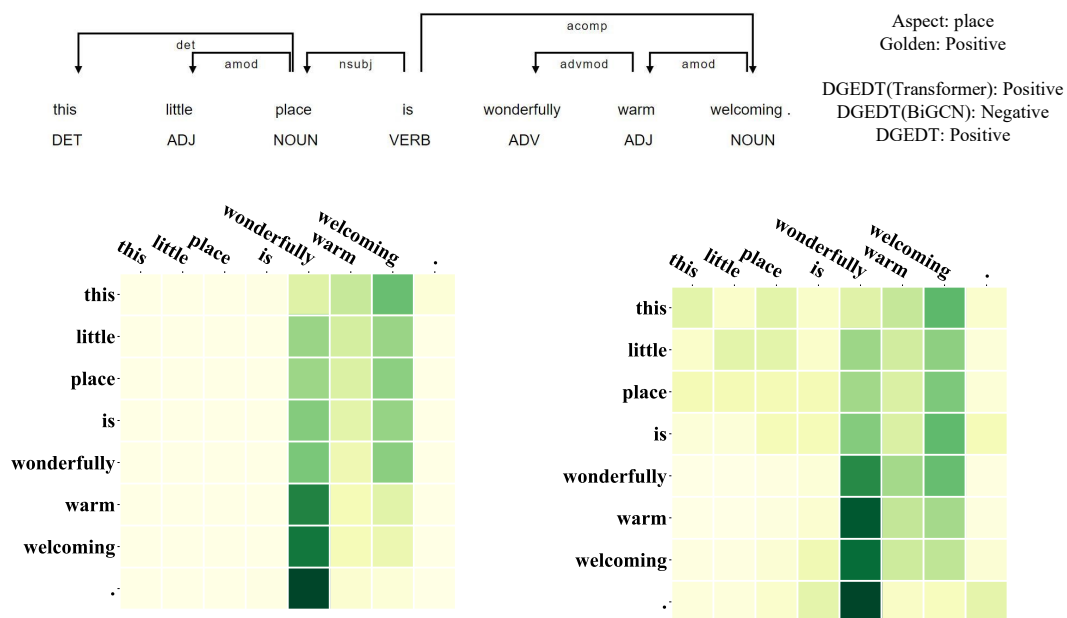 acomp
det
amod nsubj advmod amod
this little place is wonderfully warm welcoming .
DET ADJ NOUN VERB ADV ADJ NOUN
Aspect: place
Golden: Positive
DGEDT(Transformer): Positive
DGEDT(BiGCN): Negative
DGEDT: Positive
this little place is wonderfully warm welcoming .
this
little
place
is
wonderfully
warm
welcoming
.
this little place is wonderfully warm welcoming .
this
little
place
is
wonderfully
warm
welcoming
.